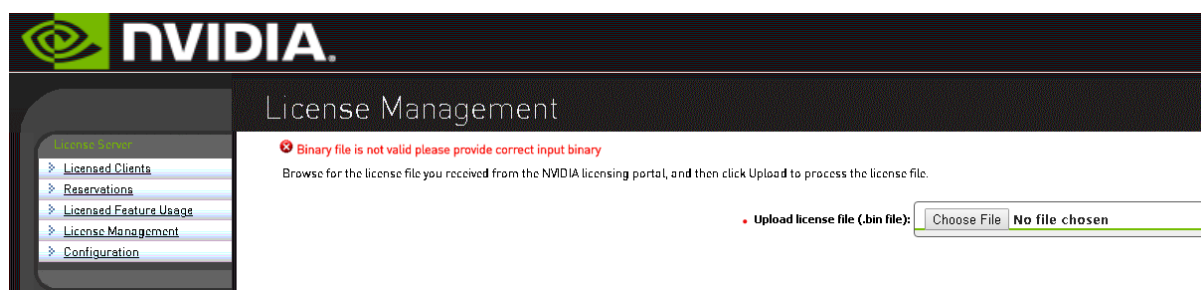 NVIDIA.
License Management
License Server
Licensed Clients
Reservations
Licensed Feature Usage
License Management
Configuration
Binary file is not valid please provide correct input binary
Browse for the license file you received from the NVIDIA licensing portal, and then click Upload to process the license file.
Upload license file (.bin file): Choose File No file chosen